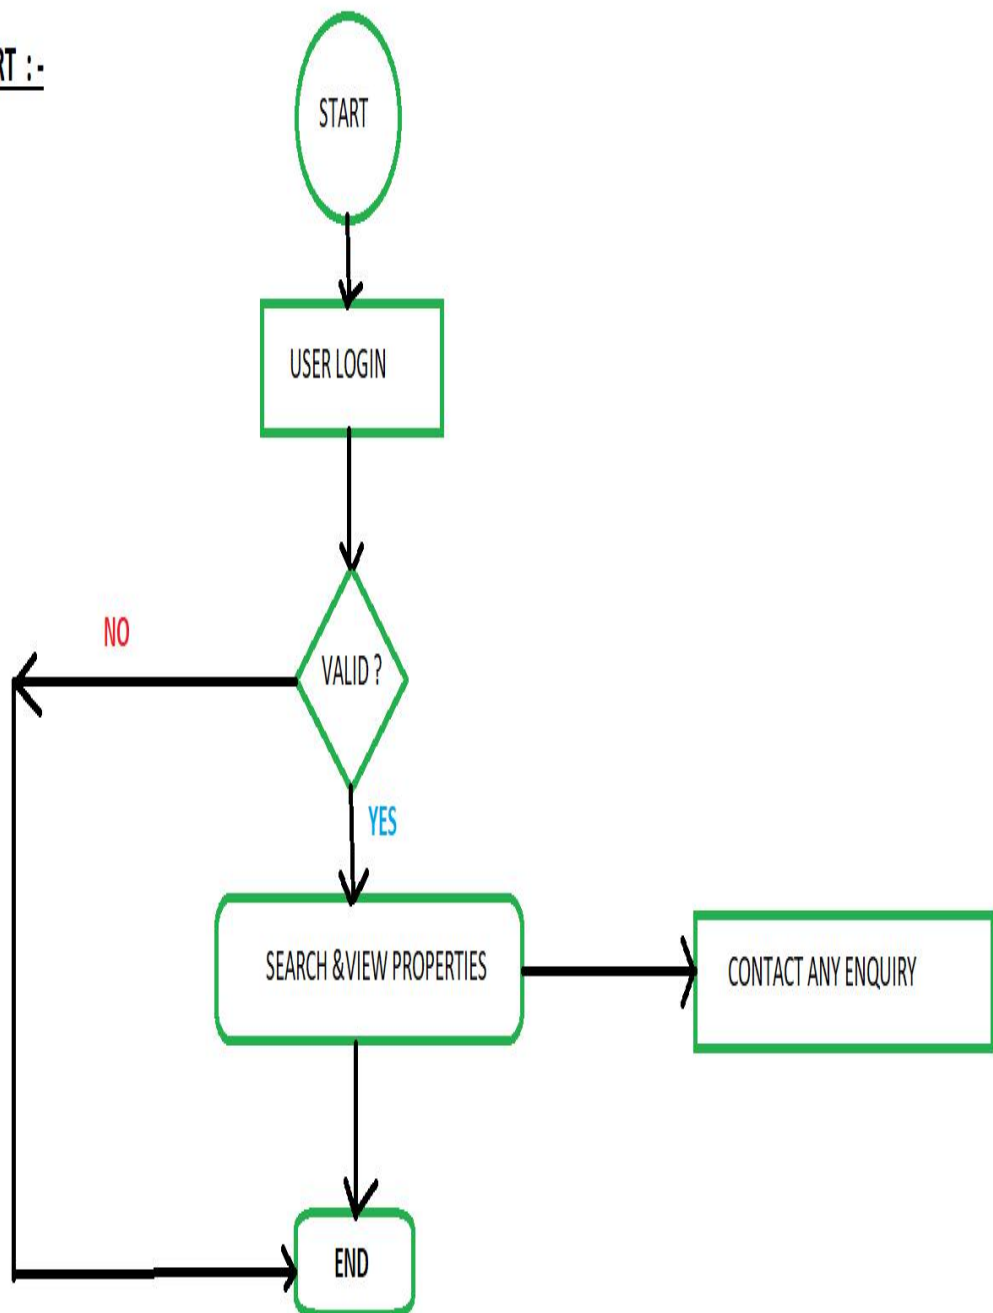 RT :-
START
USER LOGIN
NO
VALID ?
YES
SEARCH &VIEW PROPERTIES
CONTACT ANY ENQUIRY
END